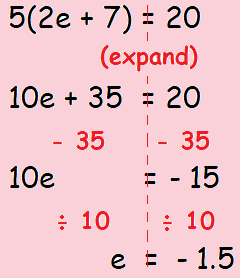 5(2e + 7) = 20
(expand)
10e + 35 = 20
- 35 - 35
10e = - 15
÷ 10 ÷ 10
e = - 1.5